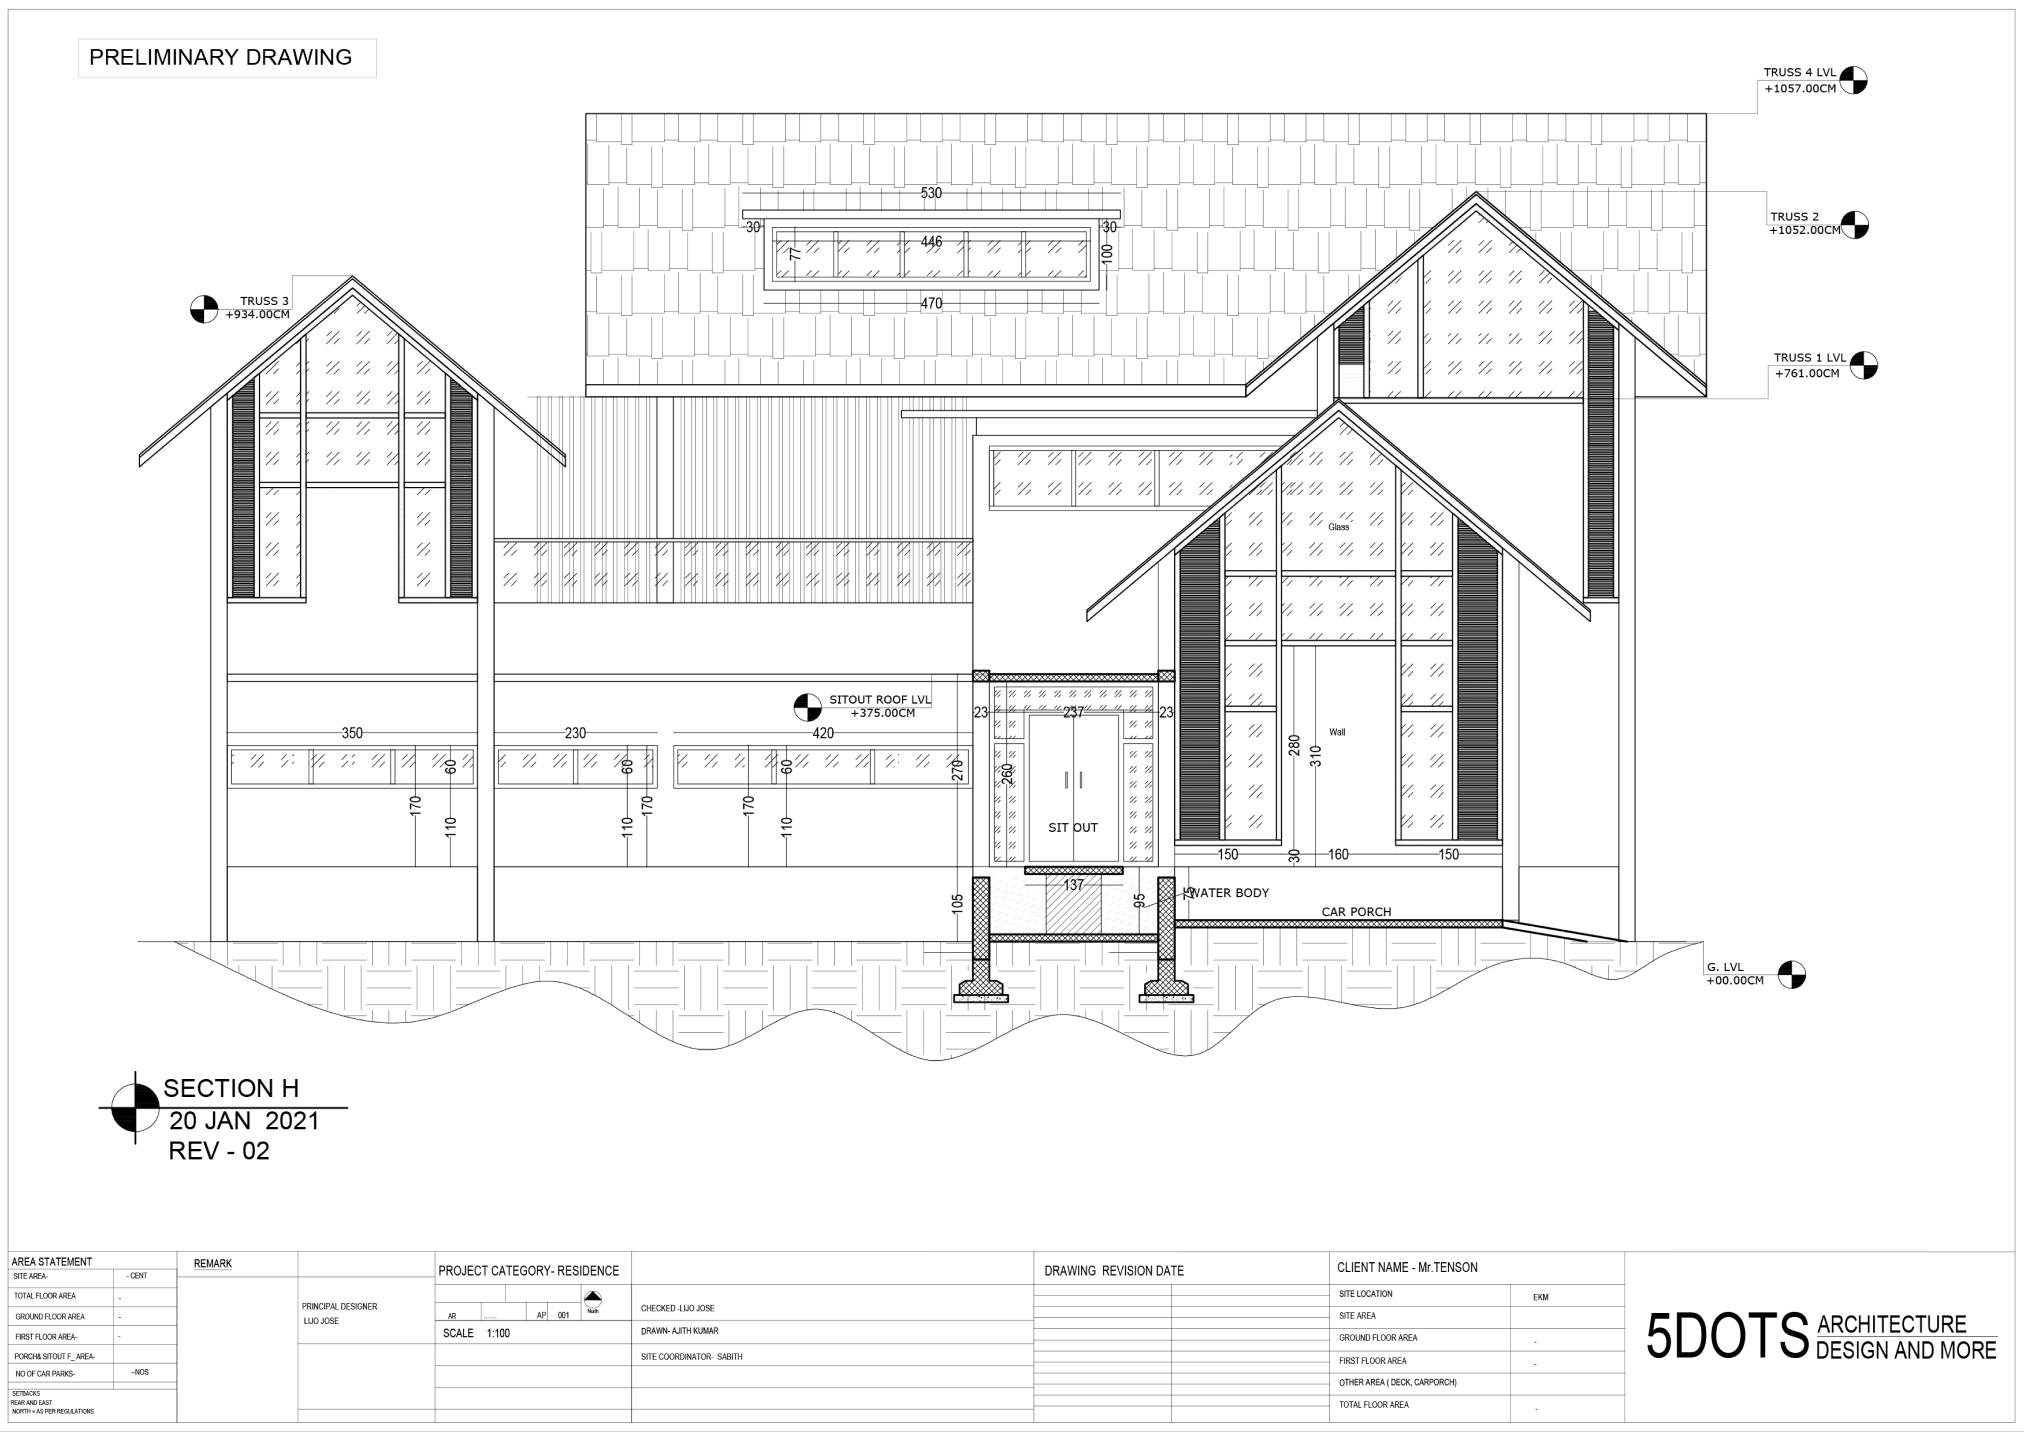 PRELIMINARY DRAWING
TRUSS 4 LVL
+1057.00CM
530
TRUSS 2
+1052.00CM
30
30
446
77
100
TRUSS 3
+934.00CM
470
TRUSS 1 LVL
+761.00CM
Glass
SITOUT ROOF LVL
+375.00CM
23
237
23
350
230
420
Wall
280
310
60
60
60
270
260
170
170
170
110
110
110
SIT OUT
150
30
160
150
137
WATER BODY
75
95
105
CAR PORCH
G. LVL
+00.00CM
SECTION H
20 JAN 2021
REV - 02
AREA STATEMENT
SITE AREA-
- CENT
TOTAL FLOOR AREA
-
GROUND FLOOR AREA
-
FIRST FLOOR AREA-
-
PORCH& SITOUT F_ AREA-
NO OF CAR PARKS-
--NOS
SETBACKS
REAR AND EAST
NORTH = AS PER REGULATIONS
REMARK
PRINCIPAL DESIGNER
LIJO JOSE
PROJECT CATEGORY- RESIDENCE
AR
.......
AP
001
North
SCALE 1:100
CHECKED -LIJO JOSE
DRAWN- AJITH KUMAR
SITE COORDINATOR- SABITH
DRAWING REVISION DATE
CLIENT NAME - Mr.TENSON
SITE LOCATION
EKM
SITE AREA
GROUND FLOOR AREA
-
FIRST FLOOR AREA
-
OTHER AREA ( DECK, CARPORCH)
TOTAL FLOOR AREA
-
5DOTS
ARCHITECTURE
DESIGN AND MORE